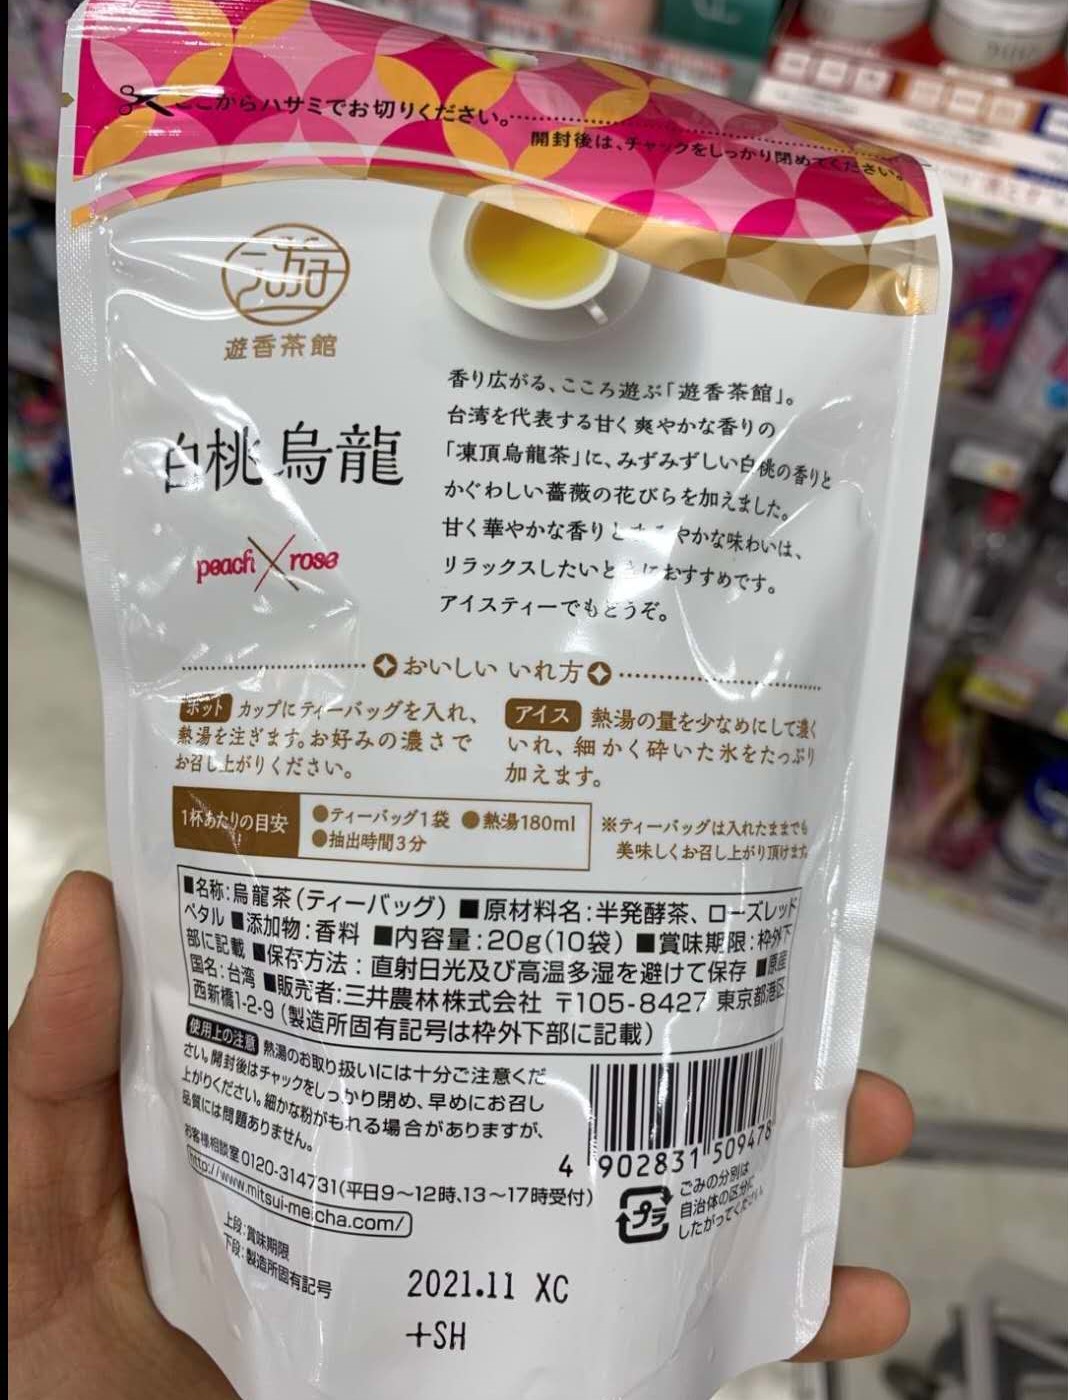 ここからハサミでお切りください。
開封後は、チャックをしっかり閉めてください。
遊香茶館
香り広がる、こころ遊ぶ「遊香茶館」。
台湾を代表する甘く爽やかな香りの
「凍頂烏龍茶」に、みずみずしい白桃の香りと
かぐわしい薔薇の花びらを加えました。
甘く華やかな香りとまろやかな味わいは、
リラックスしたいときにおすすめです。
アイスティーでもどうぞ。
白桃烏龍
peach×rose
おいしいいれ方
ホット カップにティーバッグを入れ、
熱湯を注ぎます。お好みの濃さで
お召し上がりください。
アイス 熱湯の量を少なめにして濃く
いれ、細かく砕いた氷をたっぷり
加えます。
1杯あたりの目安
●ティーバッグ1袋 ●熱湯180ml
●抽出時間3分
※ティーバッグは入れたままでも
美味しくお召し上がり頂けます。
■名称:烏龍茶(ティーバッグ) ■原材料名:半発酵茶、ローズレッド
ペタル ■添加物:香料 ■内容量:20g(10袋) ■賞味期限:枠外下
部に記載 ■保存方法:直射日光及び高温多湿を避けて保存 ■原産
国名:台湾 ■販売者:三井農林株式会社 〒105-8427 東京都港区
西新橋1-2-9 (製造所固有記号は枠外下部に記載)
使用上の注意 熱湯のお取り扱いには十分ご注意くだ
さい。開封後はチャックをしっかり閉め、早めにお召し
上がりください。細かな粉がもれる場合がありますが、
品質には問題ありません。
お客様相談室 0120-314731(平日9〜12時、13〜17時受付)
http://www.mitsui-meicha.com/
4 902831 509478
プラ
ごみの分別は
自治体の区分に
したがってください。
上段:賞味期限
下段:製造所固有記号
2021.11 XC
+SH